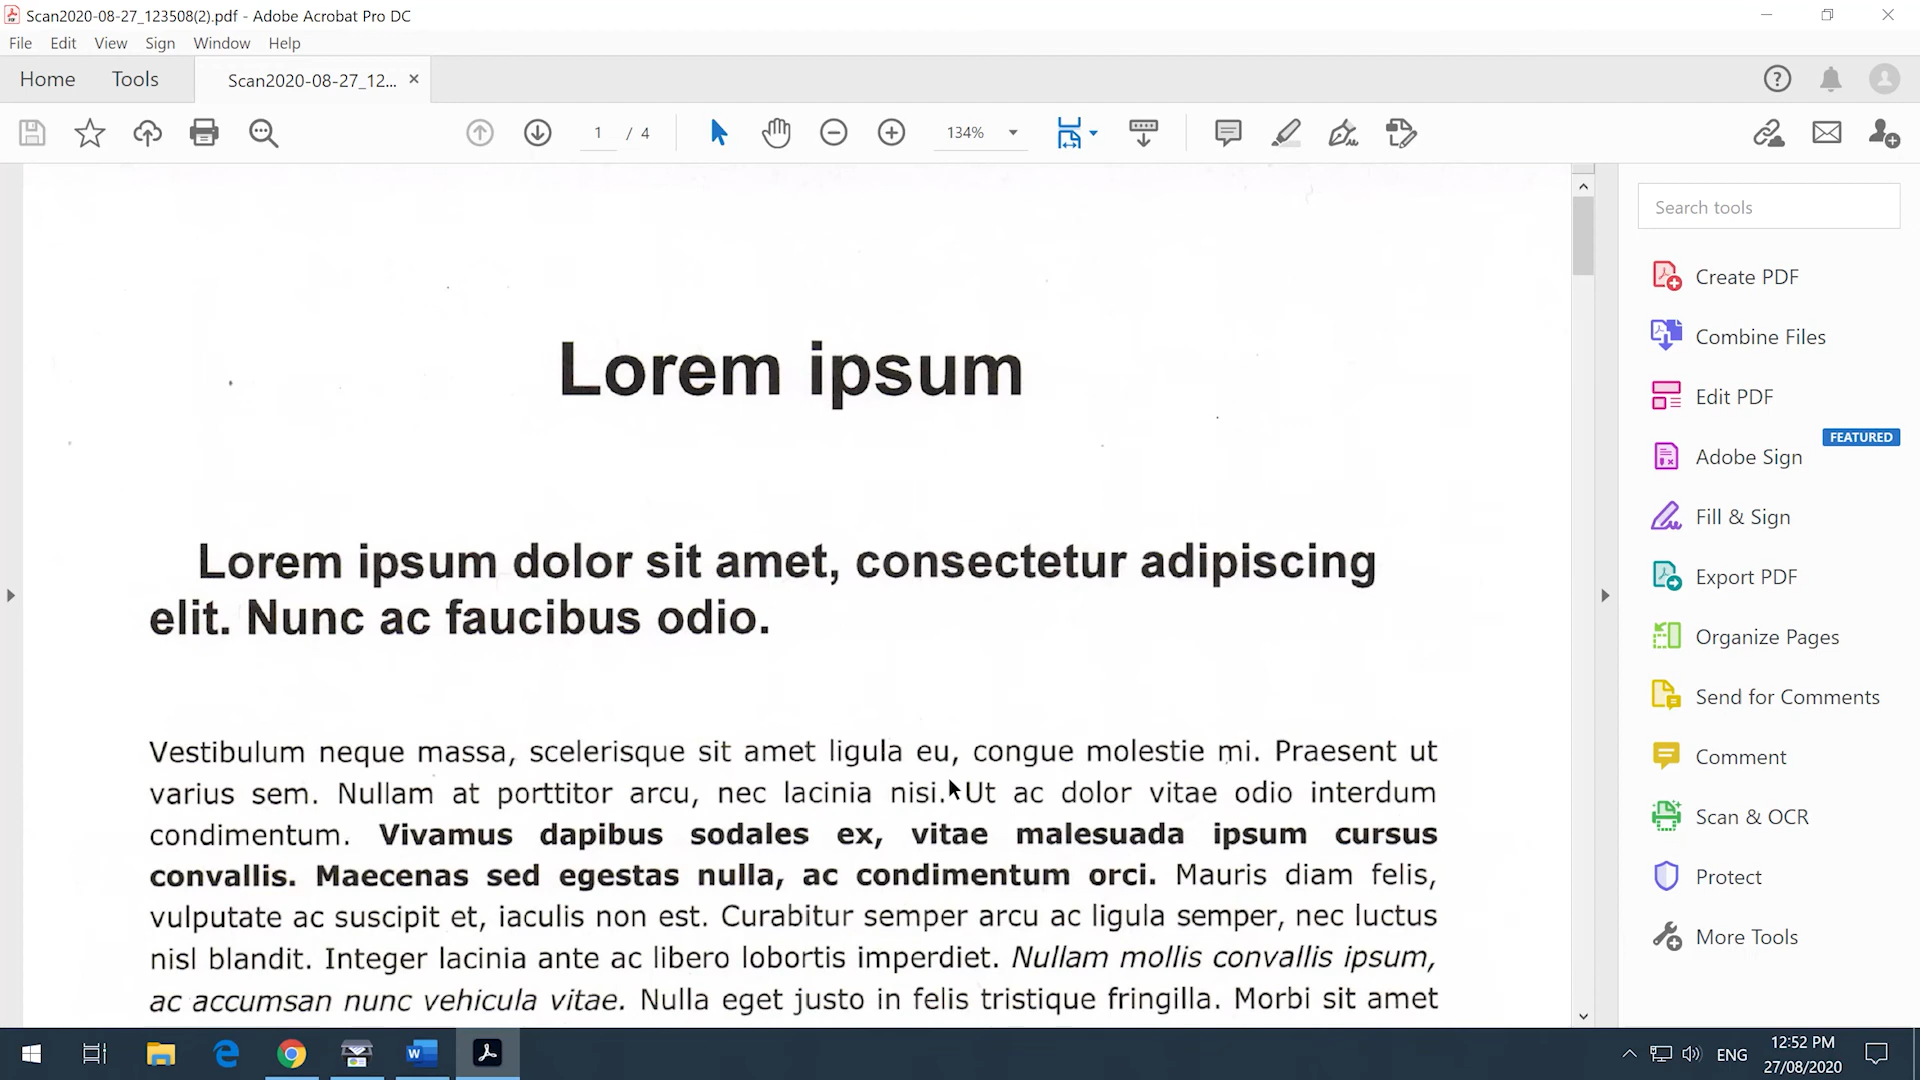 Scan2020-08-27_123508(2).pdf - Adobe Acrobat Pro DC
File Edit View Sign Window Help
Home Tools Scan2020-08-27_12...
1 / 4 134%
Search tools
Create PDF
Combine Files
Edit PDF
FEATURED
Adobe Sign
Fill & Sign
Export PDF
Organize Pages
Send for Comments
Comment
Scan & OCR
Protect
More Tools
Lorem ipsum
Lorem ipsum dolor sit amet, consectetur adipiscing
elit. Nunc ac faucibus odio.
Vestibulum neque massa, scelerisque sit amet ligula eu, congue molestie mi. Praesent ut
varius sem. Nullam at porttitor arcu, nec lacinia nisi. Ut ac dolor vitae odio interdum
condimentum. Vivamus dapibus sodales ex, vitae malesuada ipsum cursus
convallis. Maecenas sed egestas nulla, ac condimentum orci. Mauris diam felis,
vulputate ac suscipit et, iaculis non est. Curabitur semper arcu ac ligula semper, nec luctus
nisl blandit. Integer lacinia ante ac libero lobortis imperdiet. Nullam mollis convallis ipsum,
ac accumsan nunc vehicula vitae. Nulla eget justo in felis tristique fringilla. Morbi sit amet
ENG
12:52 PM
27/08/2020